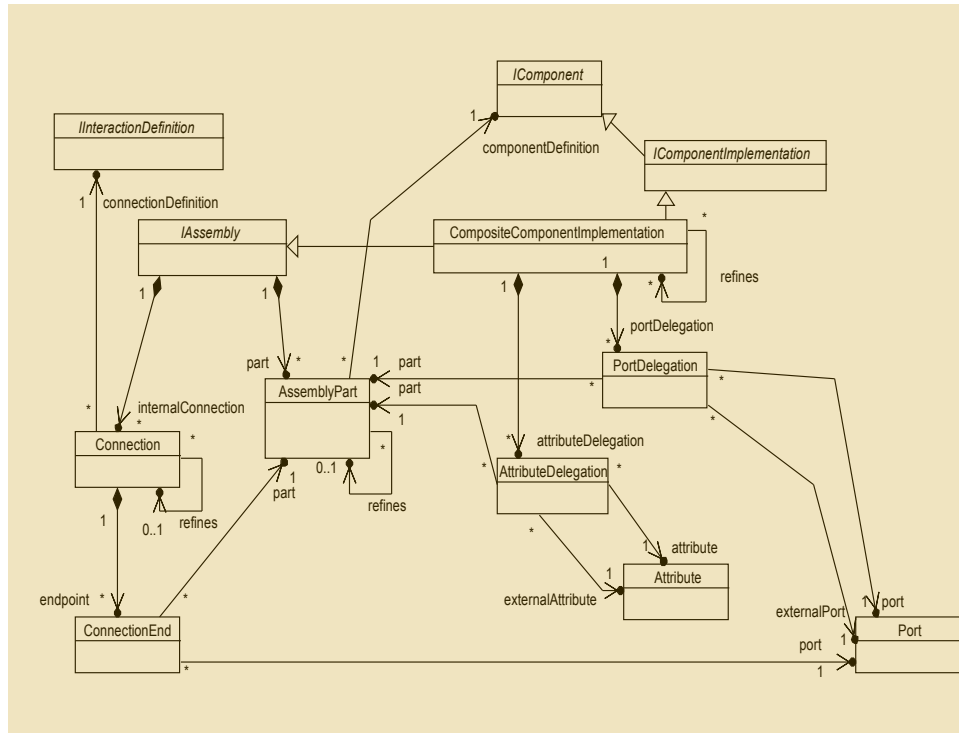 IComponent
1
componentDefinition
IInteractionDefinition
1
connectionDefinition
IComponentImplementation
IAssembly
CompositeComponentImplementation
*
1
1
1
1
*
refines
portDelegation
part
*
*
1
part
*
PortDelegation
*
AssemblyPart
part
*
*
1
*
internalConnection
*
*
attributeDelegation
Connection
*
0..1
1
part
*
AttributeDelegation
*
refines
1
0..1
refines
*
*
1
attribute
1
Attribute
endpoint
*
*
externalAttribute
externalPort
1
port
ConnectionEnd
port
1
Port
*
1